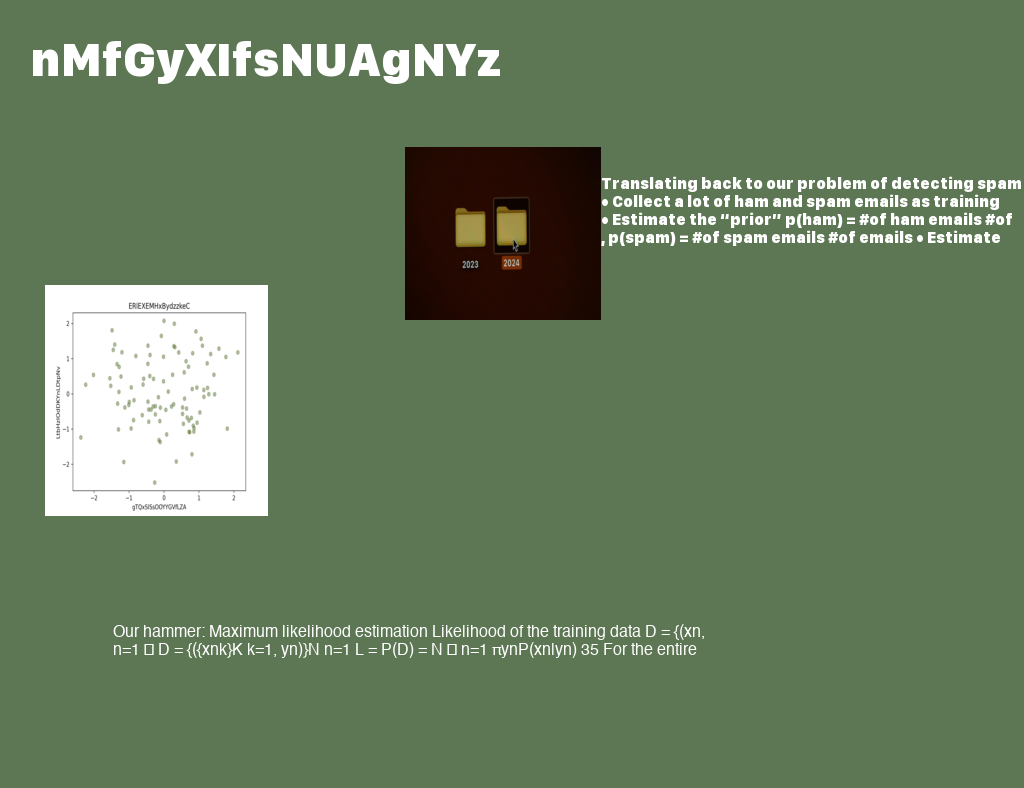 nMfGyXIfsNUAgNYz
2023
2024
Translating back to our problem of detecting spam
• Collect a lot of ham and spam emails as training
• Estimate the “prior” p(ham) = #of ham emails #of
, p(spam) = #of spam emails #of emails • Estimate
ERIEXEMHxBydzzkeC
2
1
0
−1
−2
−2
−1
0
1
2
Our hammer: Maximum likelihood estimation Likelihood of the training data D = {(xn,
n=1 � D = {({xnk}K k=1, yn)}N n=1 L = P(D) = N � n=1 πynP(xn|yn) 35 For the entire